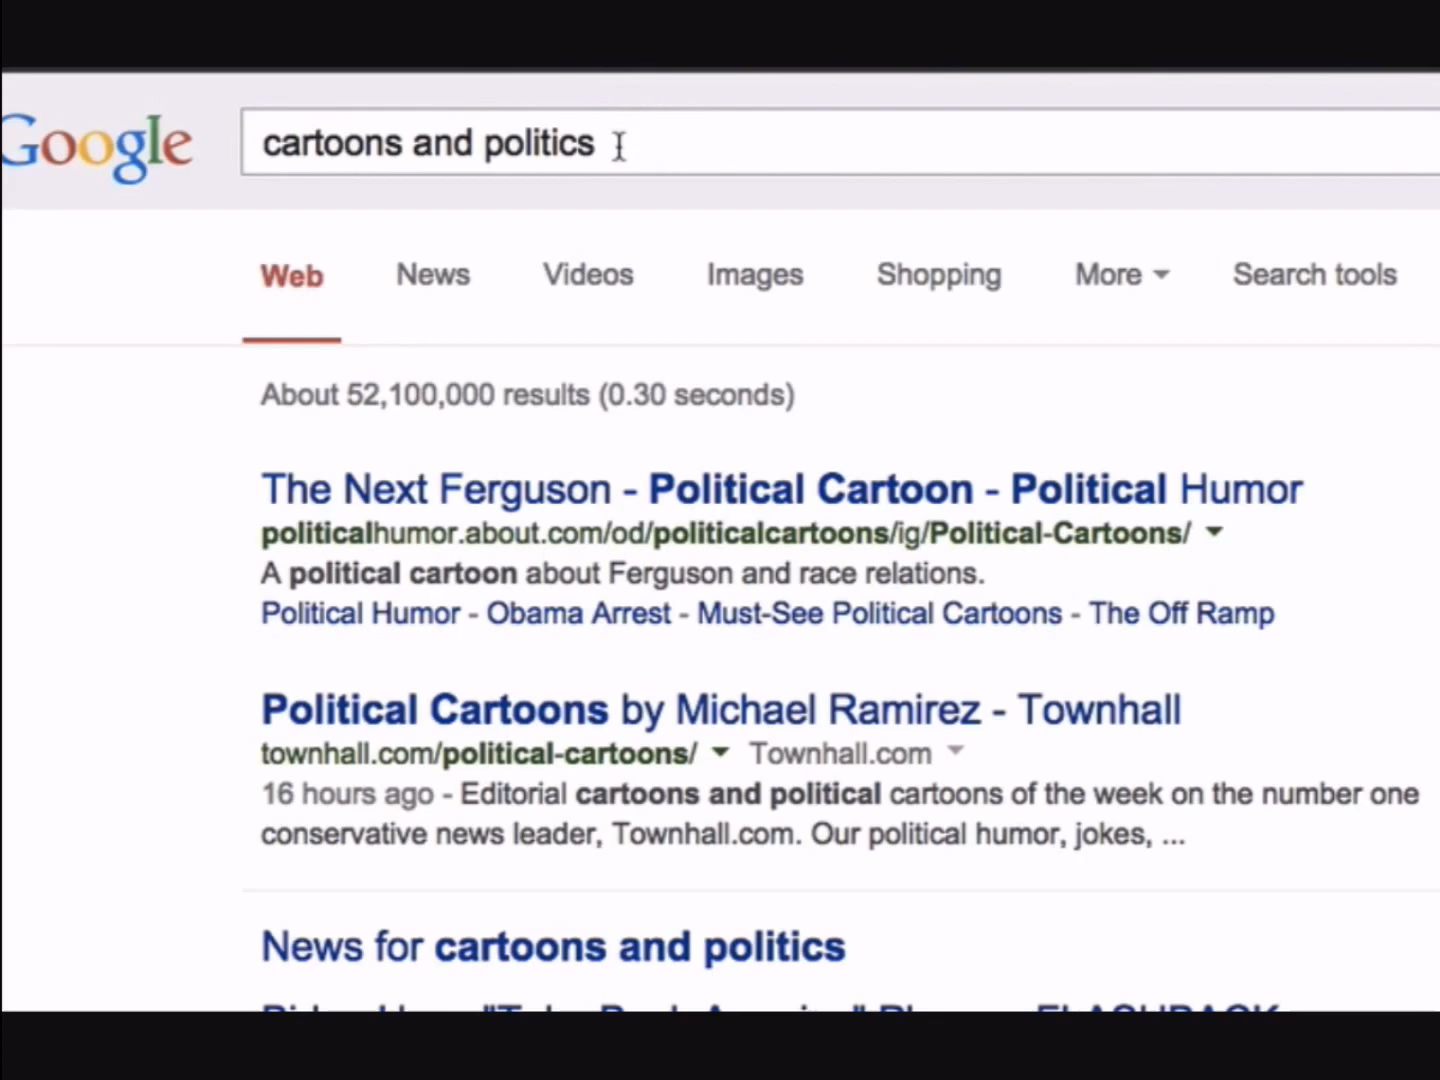 Google
cartoons and politics
Web News Videos Images Shopping More Search tools
About 52,100,000 results (0.30 seconds)
The Next Ferguson - Political Cartoon - Political Humor
politicalhumor.about.com/od/politicalcartoons/ig/Political-Cartoons/
A political cartoon about Ferguson and race relations.
Political Humor - Obama Arrest - Must-See Political Cartoons - The Off Ramp
Political Cartoons by Michael Ramirez - Townhall
townhall.com/political-cartoons/ Townhall.com
16 hours ago - Editorial cartoons and political cartoons of the week on the number one
conservative news leader, Townhall.com. Our political humor, jokes, ...
News for cartoons and politics